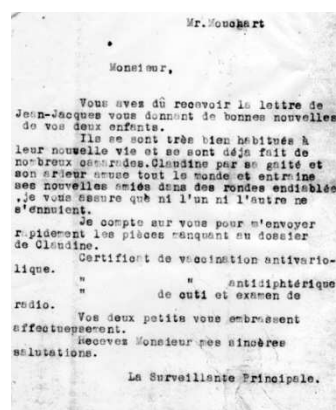 Mr.Mouchart
Monsieur,
Vous avez dû recevoir la lettre de
Jean-Jacques vous donnant de bonnes nouvelles
de vos deux enfants.
Ils se sont très bien habitués à
leur nouvelle vie et se sont déjà fait de
nombreux camarades.Claudine par sa gaité et
son ardeur amuse tout le monde et entraine
ses nouvelles amiés dans des rondes endiablée
,je vous assure què ni l'un ni l'autre ne
s'ennuient.
Je compte sur vous pour m'envoyer
rapidement les pièces manquant au dossier
de Claudine.
Certificat de vaccination antivario-
lique.
" " antidiphtérique
" de cuti et examen de
radio.
Vos deux petits vous embrassent
affectueusement.
Recevez Monsieur mes sincères
salutations.
La Surveillante Principale.